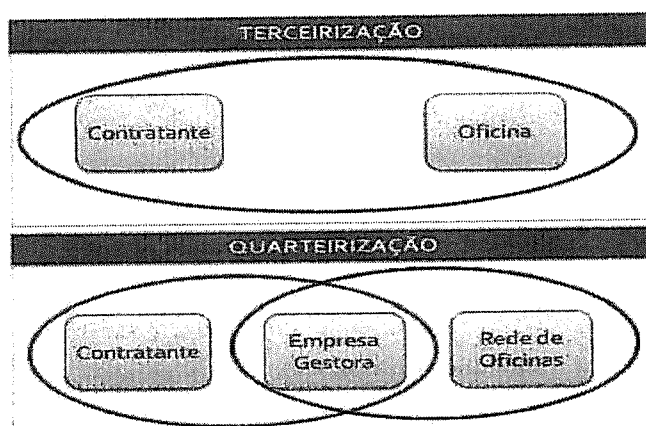 TERCEIRIZAÇÃO
Contratante
Oficina
QUARTEIRIZAÇÃO
Contratante
Empresa
Gestora
Rede de
Oficinas